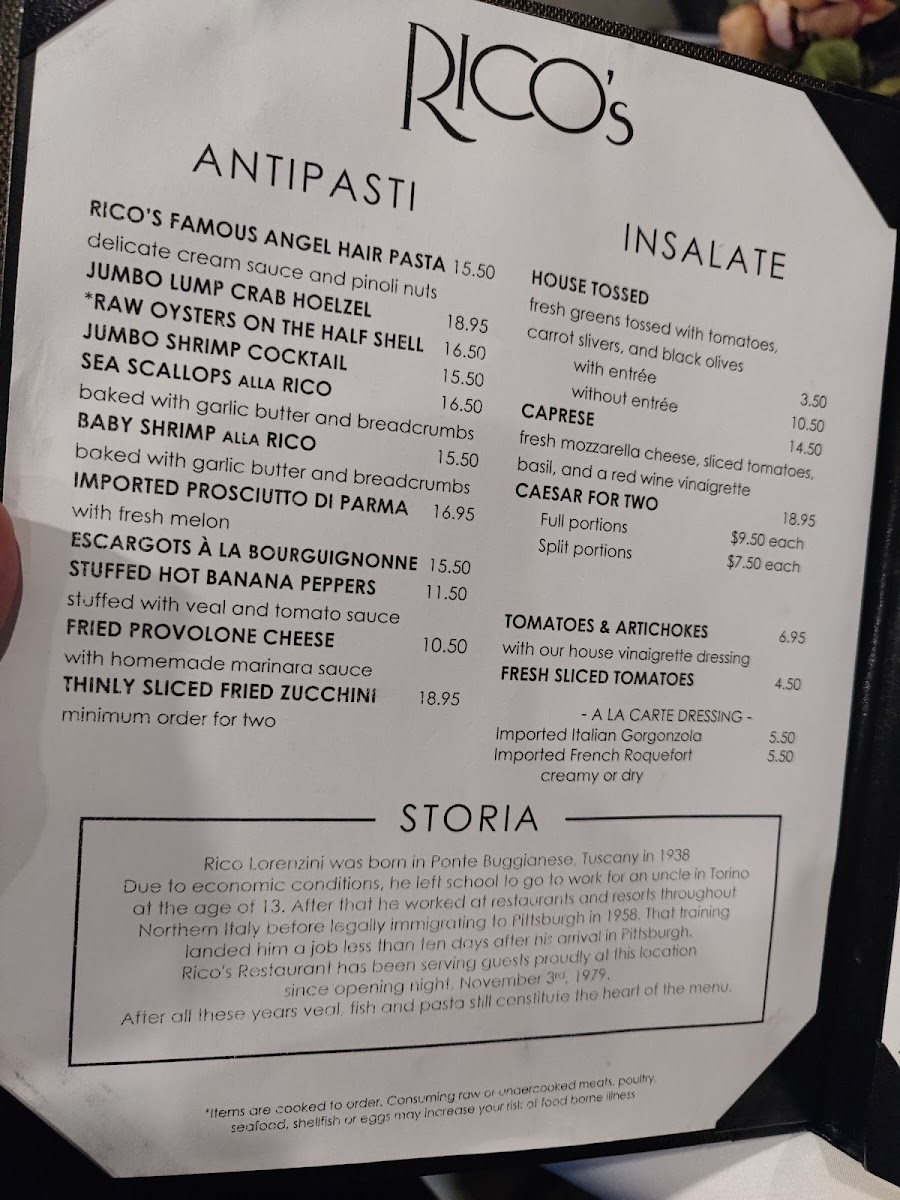 RICO's
ANTIPASTI
RICO'S FAMOUS ANGEL HAIR PASTA 15.50
delicate cream sauce and pinoli nuts
JUMBO LUMP CRAB HOELZEL 18.95
*RAW OYSTERS ON THE HALF SHELL 16.50
JUMBO SHRIMP COCKTAIL 15.50
SEA SCALLOPS ALLA RICO 16.50
baked with garlic butter and breadcrumbs
BABY SHRIMP ALLA RICO 15.50
baked with garlic butter and breadcrumbs
IMPORTED PROSCIUTTO DI PARMA 16.95
with fresh melon
ESCARGOTS À LA BOURGUIGNONNE 15.50
STUFFED HOT BANANA PEPPERS 11.50
stuffed with veal and tomato sauce
FRIED PROVOLONE CHEESE 10.50
with homemade marinara sauce
THINLY SLICED FRIED ZUCCHINI 18.95
minimum order for two
INSALATE
HOUSE TOSSED
fresh greens tossed with tomatoes,
carrot slivers, and black olives
with entrée 3.50
without entrée 10.50
CAPRESE 14.50
fresh mozzarella cheese, sliced tomatoes,
basil, and a red wine vinaigrette
CAESAR FOR TWO 18.95
Full portions $9.50 each
Split portions $7.50 each
TOMATOES & ARTICHOKES 6.95
with our house vinaigrette dressing
FRESH SLICED TOMATOES 4.50
- A LA CARTE DRESSING -
Imported Italian Gorgonzola 5.50
Imported French Roquefort 5.50
creamy or dry
STORIA
Rico Lorenzini was born in Ponte Buggianese, Tuscany in 1938
Due to economic conditions, he left school to go to work for an uncle in Torino
at the age of 13. After that he worked at restaurants and resorts throughout
Northern Italy before legally immigrating to Pittsburgh in 1958. That training
landed him a job less than ten days after his arrival in Pittsburgh.
Rico's Restaurant has been serving guests proudly at this location
since opening night, November 3rd, 1979.
After all these years veal, fish and pasta still constitute the heart of the menu.
*Items are cooked to order. Consuming raw or undercooked meats, poultry,
seafood, shellfish or eggs may increase your risk of food borne illness